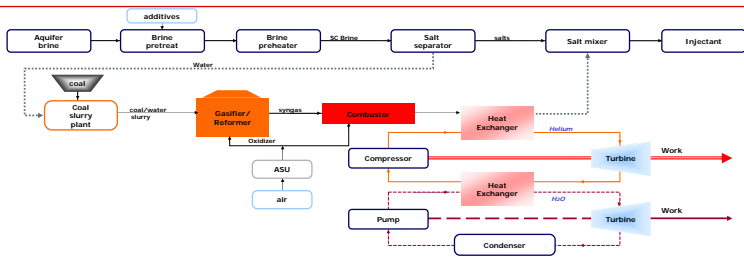 additives
Aquifer
brine
Brine
pretreat
Brine
preheater
SC Brine
Salt
separator
salts
Salt mixer
Injectant
Water
coal
Coal
slurry
plant
coal/water
slurry
Gasifier/
Reformer
syngas
Combustor
Heat
Exchanger
Helium
Oxidizer
ASU
air
Compressor
Turbine
Work
Heat
Exchanger
H₂O
Pump
Turbine
Work
Condenser